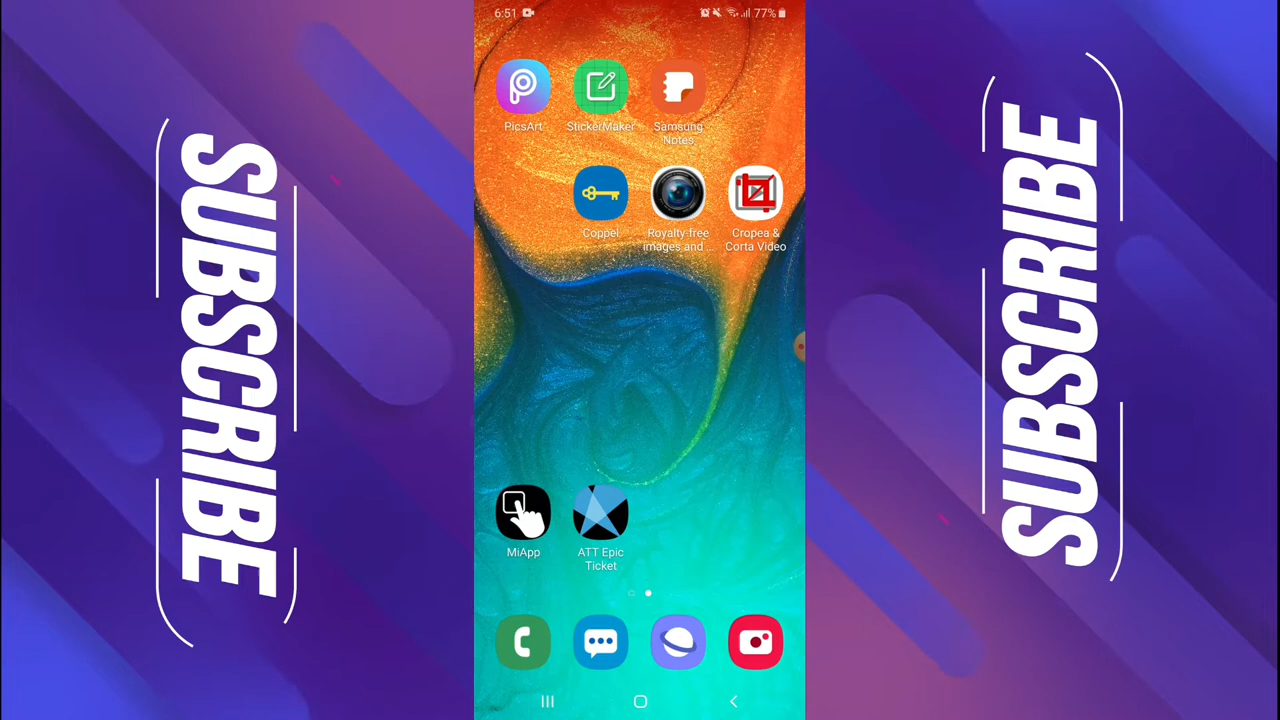 SUBSCRIBE
6:51
77%
PicsArt
StickerMaker
Samsung
Notes
Coppel
Royalty-free
images and ...
Cropea &
Corta Video
MiApp
ATT Epic
Ticket
SUBSCRIBE